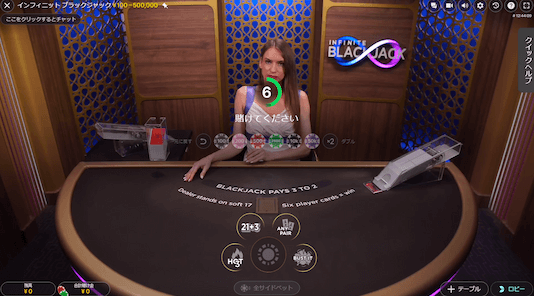 インフィニット ブラックジャック ¥100-500,000
ここをクリックするとチャット
クイックヘルプ
INFINITE
BLACKJACK
6
賭けてください
×2 ダブル
BLACKJACK PAYS 3 TO 2
Dealer stands on soft 17
Six player cards = win
21+3
ANY PAIR
HOT 3
BUST IT
全サイドベット
残高
¥0
合計賭け金
¥0
テーブル
ロビー